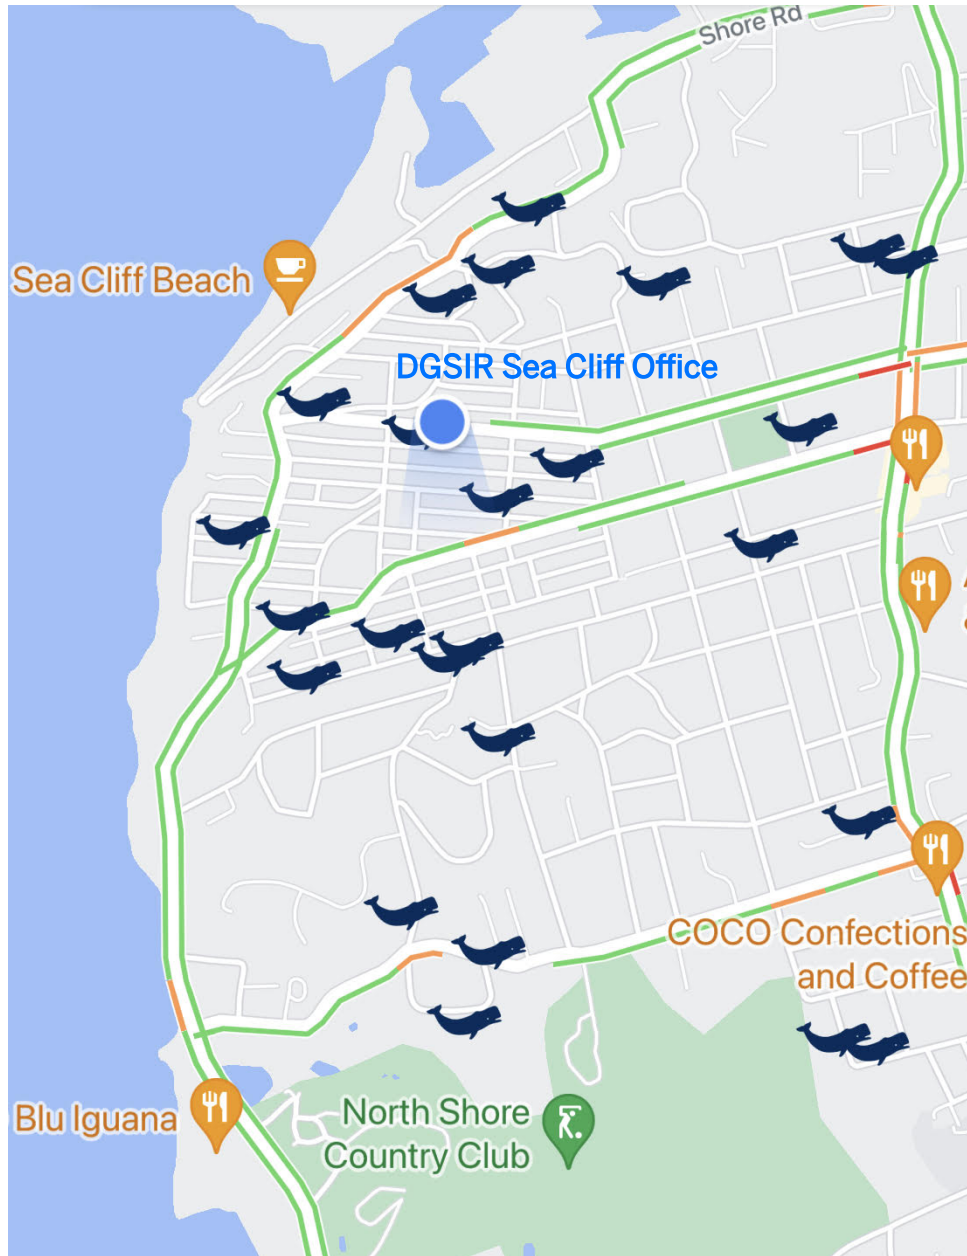 Shore Rd
Sea Cliff Beach
DGSIR Sea Cliff Office
COCO Confections
and Coffee
Blu Iguana
North Shore
Country Club